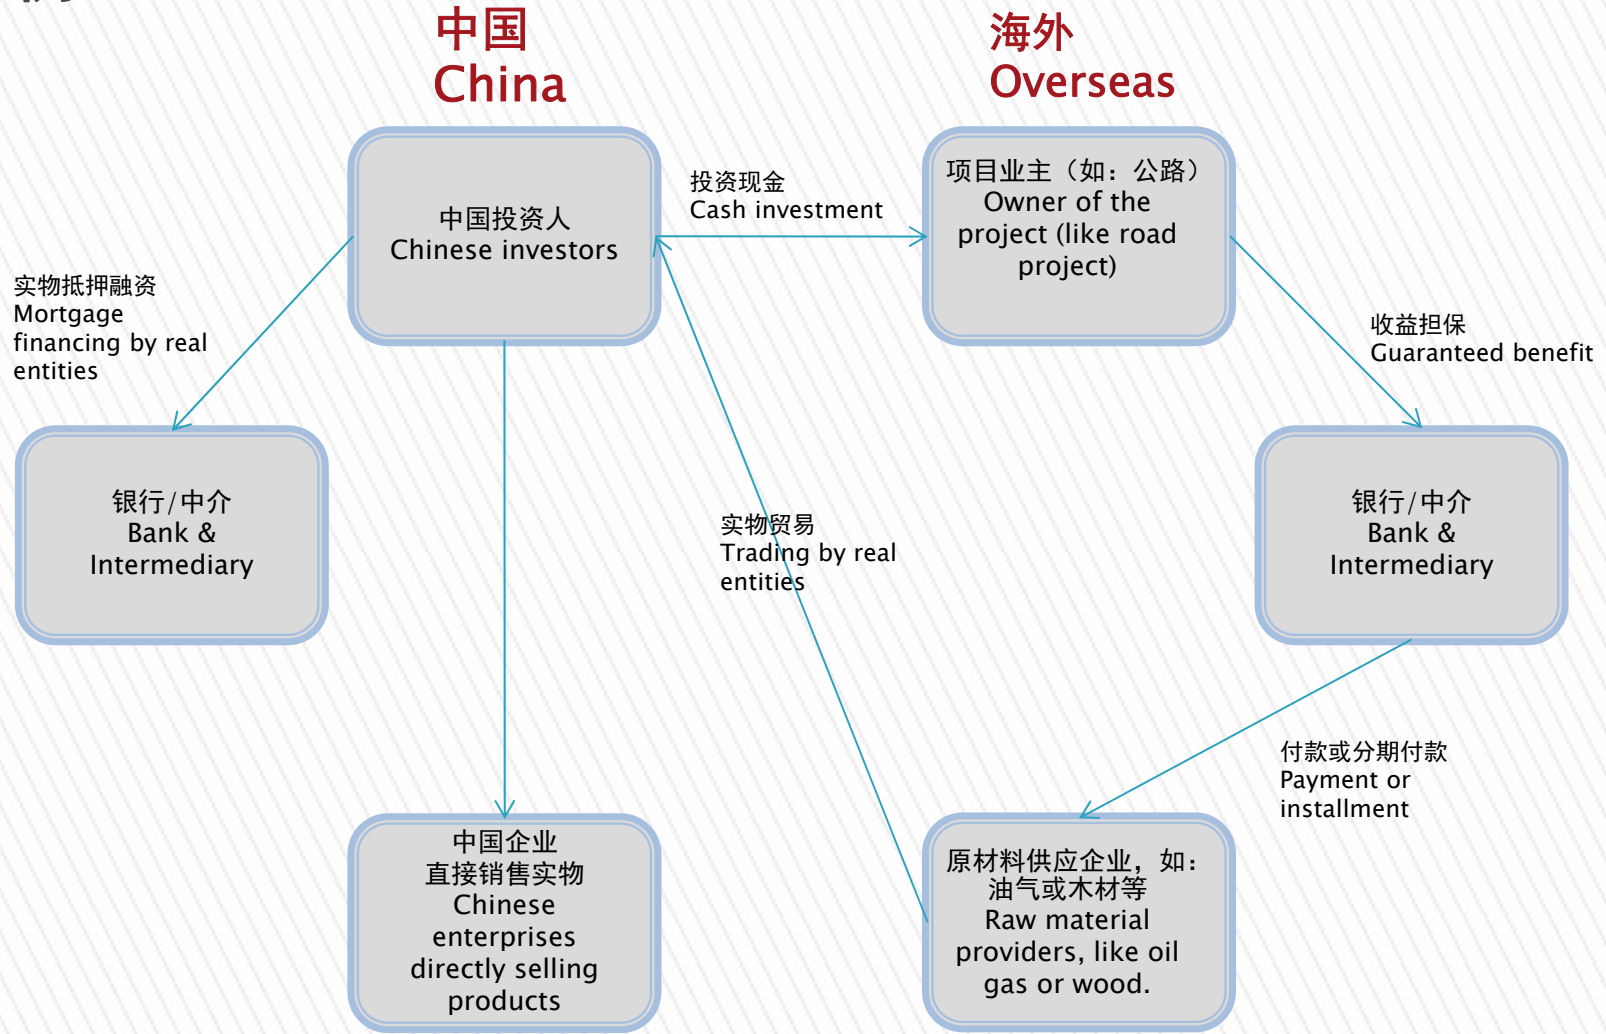 中国
China
海外
Overseas
中国投资人
Chinese investors
投资现金
Cash investment
项目业主（如：公路）
Owner of the
project (like road
project)
实物抵押融资
Mortgage
financing by real
entities
收益担保
Guaranteed benefit
银行/中介
Bank &
Intermediary
实物贸易
Trading by real
entities
银行/中介
Bank &
Intermediary
付款或分期付款
Payment or
installment
中国企业
直接销售实物
Chinese
enterprises
directly selling
products
原材料供应企业，如：
油气或木材等
Raw material
providers, like oil
gas or wood.